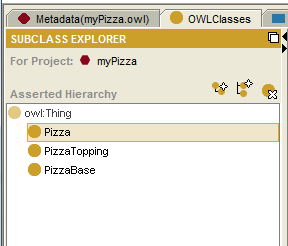 Metadata(myPizza.owl)
OWLClasses
SUBCLASS EXPLORER
For Project: myPizza
Asserted Hierarchy
owl:Thing
Pizza
PizzaTopping
PizzaBase